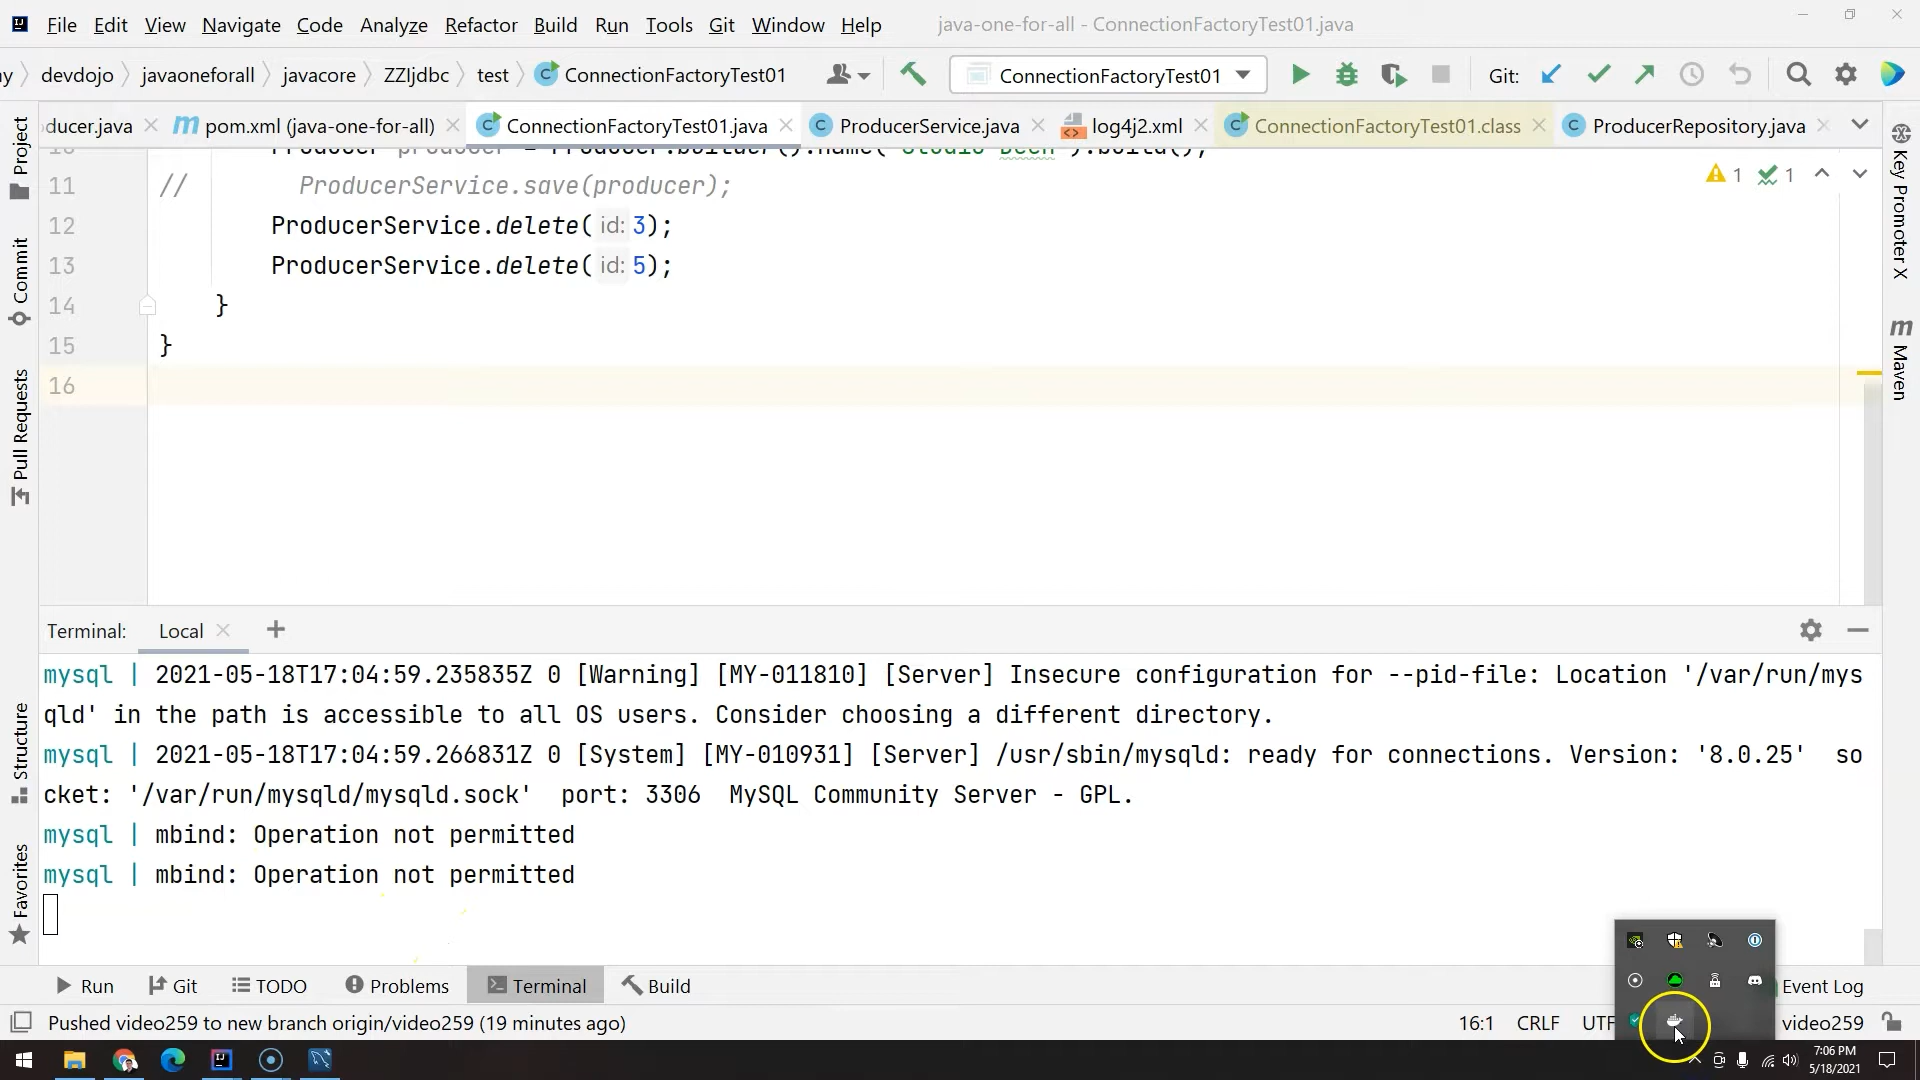 File Edit View Navigate Code Analyze Refactor Build Run Tools Git Window Help java-one-for-all - ConnectionFactoryTest01.java
devdojo javaoneforall javacore ZZIjdbc test ConnectionFactoryTest01 ConnectionFactoryTest01 Git:
ducer.java pom.xml (java-one-for-all) ConnectionFactoryTest01.java ProducerService.java log4j2.xml ConnectionFactoryTest01.class ProducerRepository.java
11 // ProducerService.save(producer);
12 ProducerService.delete( id: 3);
13 ProducerService.delete( id: 5);
14 }
15 }
16
1 1
Project
Commit
Pull Requests
Structure
Favorites
Key Promoter X
Maven
Terminal: Local
mysql | 2021-05-18T17:04:59.235835Z 0 [Warning] [MY-011810] [Server] Insecure configuration for --pid-file: Location '/var/run/mys
qld' in the path is accessible to all OS users. Consider choosing a different directory.
mysql | 2021-05-18T17:04:59.266831Z 0 [System] [MY-010931] [Server] /usr/sbin/mysqld: ready for connections. Version: '8.0.25'  so
cket: '/var/run/mysqld/mysqld.sock'  port: 3306  MySQL Community Server - GPL.
mysql | mbind: Operation not permitted
mysql | mbind: Operation not permitted
Run Git TODO Problems Terminal Build Event Log
Pushed video259 to new branch origin/video259 (19 minutes ago) 16:1 CRLF UTF video259
7:06 PM
5/18/2021